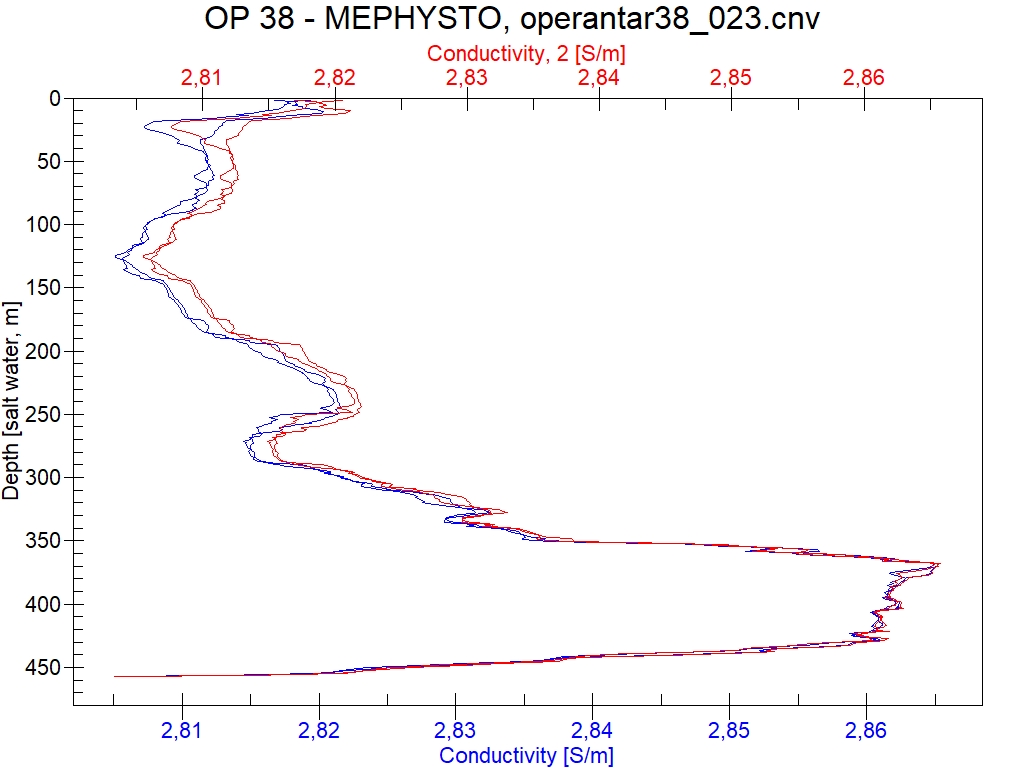 OP 38 - MEPHYSTO, operantar38_023.cnv
Conductivity, 2 [S/m]
2,81 2,82 2,83 2,84 2,85 2,86
0
50
100
150
200
250
300
350
400
450
Depth [salt water, m]
2,81 2,82 2,83 2,84 2,85 2,86
Conductivity [S/m]